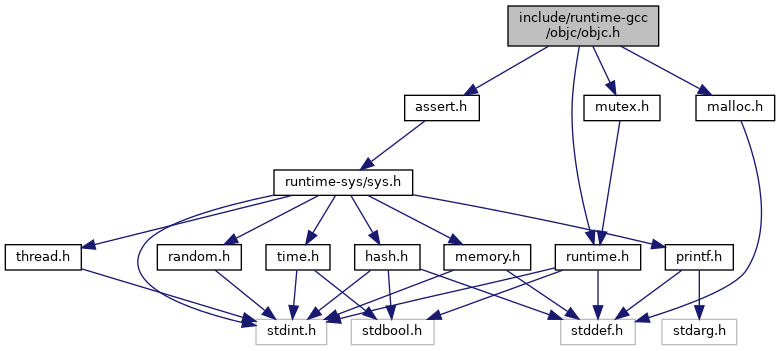 include/runtime-gcc
/objc/objc.h
assert.h
mutex.h
malloc.h
runtime-sys/sys.h
thread.h
random.h
time.h
hash.h
memory.h
runtime.h
printf.h
stdint.h
stdbool.h
stddef.h
stdarg.h